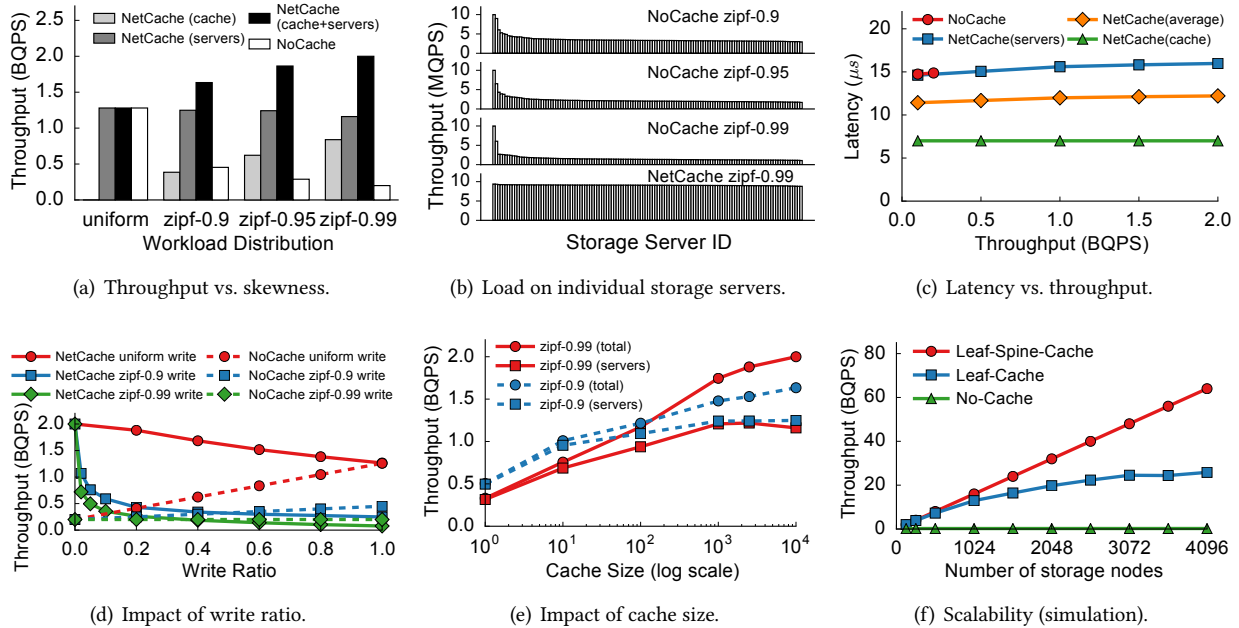 NetCache (cache)
NetCache (servers)
NetCache (cache+servers)
NoCache
Throughput (BQPS)
2.0
1.5
1.0
0.5
0.0
uniform zipf-0.9 zipf-0.95 zipf-0.99
Workload Distribution
(a) Throughput vs. skewness.
Throughput (MQPS)
10
5
0
NoCache zipf-0.9
10
5
0
NoCache zipf-0.95
10
5
0
NoCache zipf-0.99
10
5
0
NetCache zipf-0.99
Storage Server ID
(b) Load on individual storage servers.
NoCache
NetCache(servers)
NetCache(average)
NetCache(cache)
Latency (μs)
20
15
10
5
0
0.0 0.5 1.0 1.5 2.0
Throughput (BQPS)
(c) Latency vs. throughput.
NetCache uniform write
NetCache zipf-0.9 write
NetCache zipf-0.99 write
NoCache uniform write
NoCache zipf-0.9 write
NoCache zipf-0.99 write
Throughput (BQPS)
2.0
1.5
1.0
0.5
0.0
0.0 0.2 0.4 0.6 0.8 1.0
Write Ratio
(d) Impact of write ratio.
zipf-0.99 (total)
zipf-0.99 (servers)
zipf-0.9 (total)
zipf-0.9 (servers)
Throughput (BQPS)
2.0
1.5
1.0
0.5
0.0
10⁰ 10¹ 10² 10³ 10⁴
Cache Size (log scale)
(e) Impact of cache size.
Leaf-Spine-Cache
Leaf-Cache
No-Cache
Throughput (BQPS)
80
60
40
20
0
0 1024 2048 3072 4096
Number of storage nodes
(f) Scalability (simulation).